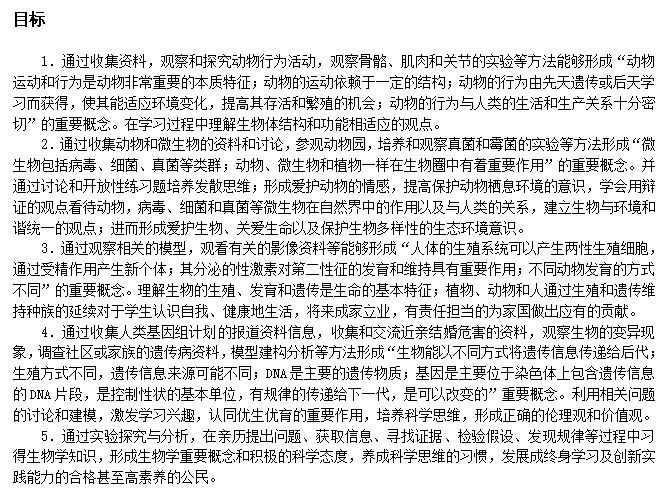 目标
1. 通过收集资料，观察和探究动物行为活动，观察骨骼、肌肉和关节的实验等方法能够形成“动物
运动和行为是动物非常重要的本质特征；动物的运动依赖于一定的结构；动物的行为由先天遗传或后天学
习而获得，使其能适应环境变化，提高其存活和繁殖的机会；动物的行为与人类的生活和生产关系十分密
切”的重要概念。在学习过程中理解生物体结构和功能相适应的观点。
2. 通过收集动物和微生物的资料和讨论，参观动物园，培养和观察真菌和霉菌的实验等方法形成“微
生物包括病毒、细菌、真菌等类群；动物、微生物和植物一样在生物圈中有着重要作用”的重要概念。并
通过讨论和开放性练习题培养发散思维；形成爱护动物的情感，提高保护动物栖息环境的意识，学会用辩
证的观点看待动物，病毒、细菌和真菌等微生物在自然界中的作用以及与人类的关系，建立生物与环境和
谐统一的观点；进而形成爱护生物、关爱生命以及保护生物多样性的生态环境意识。
3. 通过观察相关的模型，观看有关的影像资料等能够形成“人体的生殖系统可以产生两性生殖细胞，
通过受精作用产生新个体；其分泌的性激素对第二性征的发育和维持具有重要作用；不同动物发育的方式
不同”的重要概念。理解生物的生殖、发育和遗传是生命的基本特征；植物、动物和人通过生殖和遗传维
持种族的延续对于学生认识自我、健康地生活，将来成家立业，有责任担当的为家国做出应有的贡献。
4. 通过收集人类基因组计划的报道资料信息，收集和交流近亲结婚危害的资料，观察生物的变异现
象，调查社区或家族的遗传病资料，模型建构分析等方法形成“生物能以不同方式将遗传信息传递给后代；
生殖方式不同，遗传信息来源可能不同；DNA是主要的遗传物质；基因是主要位于染色体上包含遗传信息
的DNA片段，是控制性状的基本单位，有规律的传递给下一代，是可以改变的”重要概念。利用相关问题
的讨论和建模，激发学习兴趣，认同优生优育的重要作用，培养科学思维，形成正确的伦理观和价值观。
5. 通过实验探究与分析，在亲历提出问题、获取信息、寻找证据、检验假设、发现规律等过程中习
得生物学知识，形成生物学重要概念和积极的科学态度，养成科学思维的习惯，发展成终身学习及创新实
践能力的合格甚至高素养的公民。